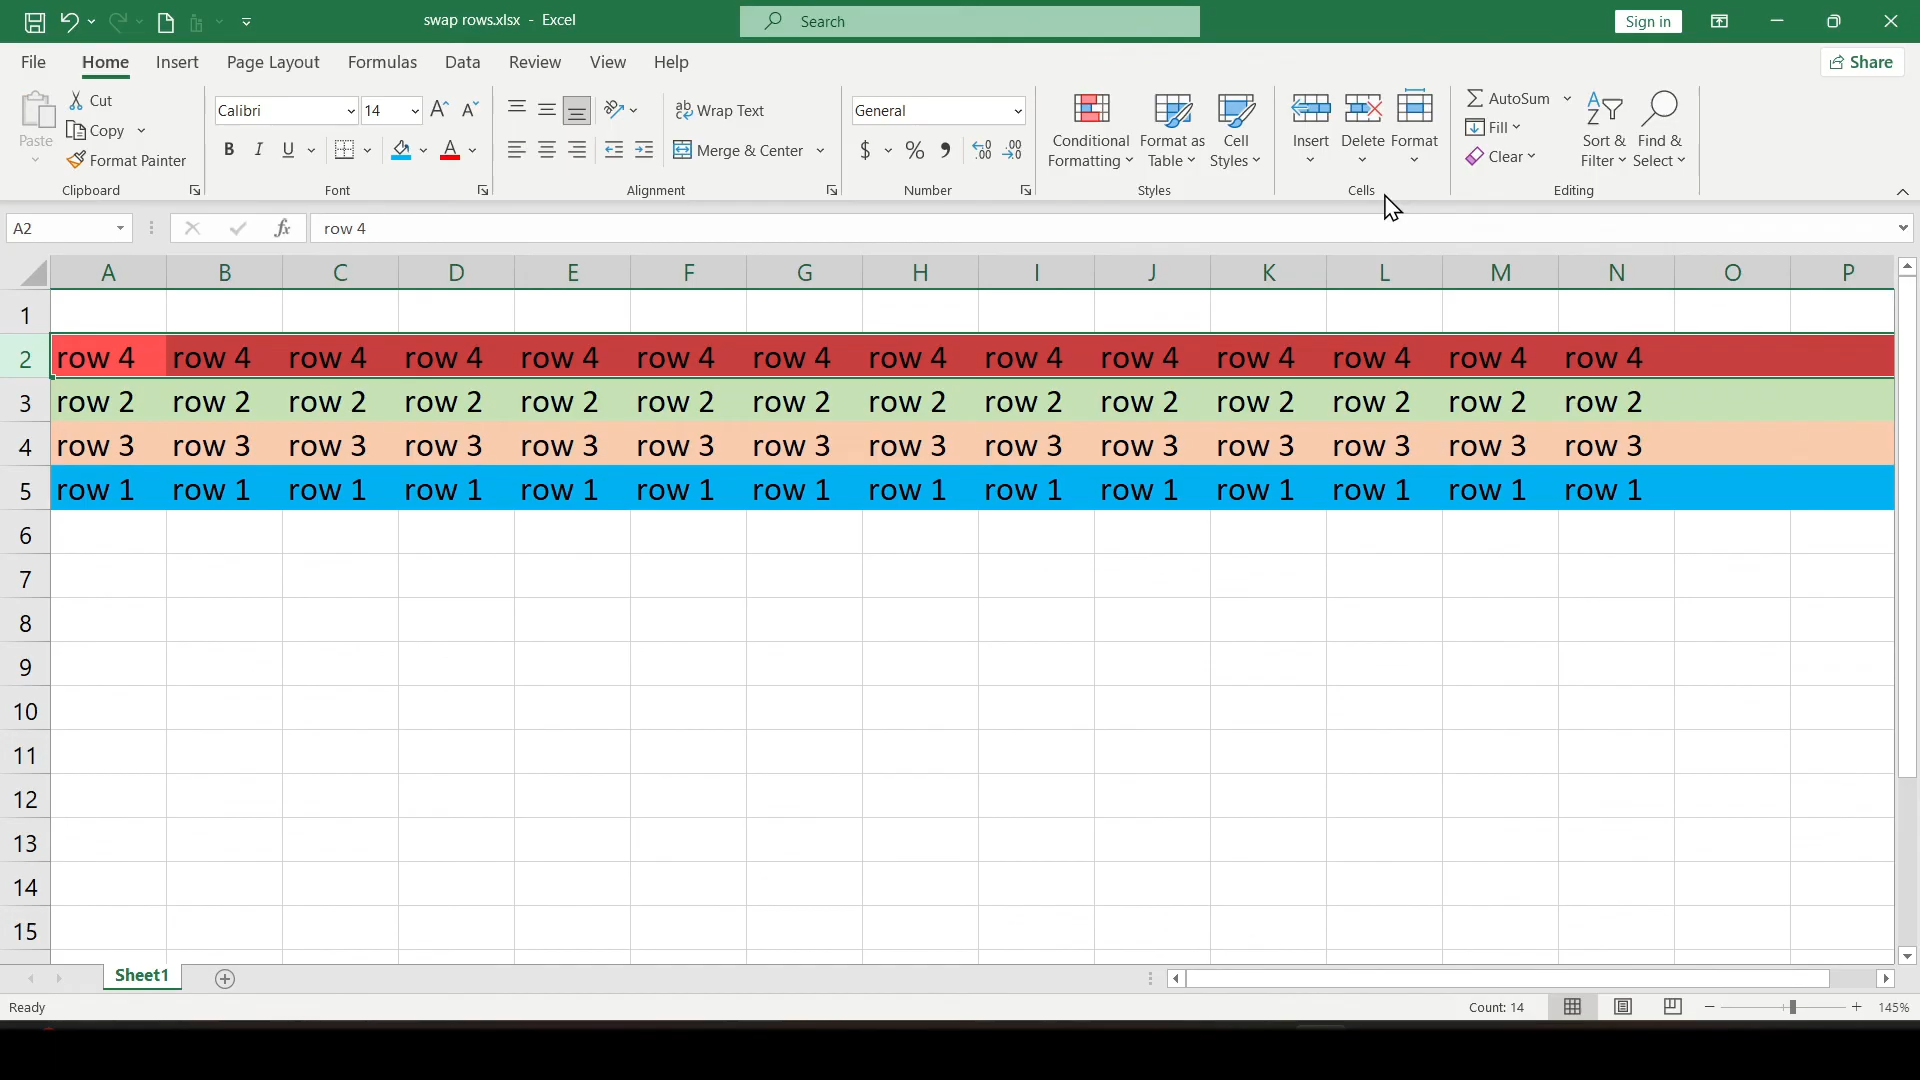 swap rows.xlsx - Excel
Search
Sign in
File Home Insert Page Layout Formulas Data Review View Help
Share
Paste
Cut
Copy
Format Painter
Clipboard
Calibri 14
B I U
Font
Wrap Text
Merge & Center
Alignment
General
$ % ,
Number
Conditional Formatting
Format as Table
Cell Styles
Styles
Insert
Delete
Format
Cells
AutoSum
Fill
Clear
Sort & Filter
Find & Select
Editing
A2 fx row 4
A B C D E F G H I J K L M N O P
1
2 row 4 row 4 row 4 row 4 row 4 row 4 row 4 row 4 row 4 row 4 row 4 row 4 row 4 row 4
3 row 2 row 2 row 2 row 2 row 2 row 2 row 2 row 2 row 2 row 2 row 2 row 2 row 2 row 2
4 row 3 row 3 row 3 row 3 row 3 row 3 row 3 row 3 row 3 row 3 row 3 row 3 row 3 row 3
5 row 1 row 1 row 1 row 1 row 1 row 1 row 1 row 1 row 1 row 1 row 1 row 1 row 1 row 1
6
7
8
9
10
11
12
13
14
15
Sheet1
Ready
Count: 14
145%